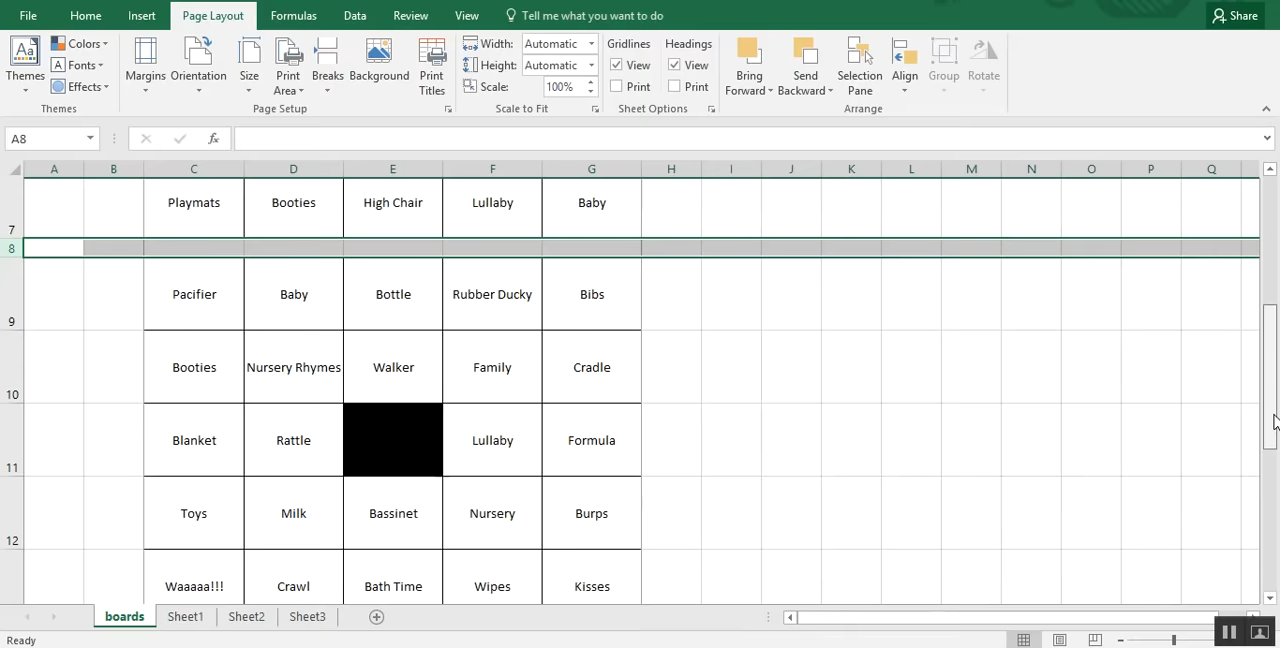 File Home Insert Page Layout Formulas Data Review View Tell me what you want to do Share
Aa Colors Width: Automatic Gridlines Headings
Fonts Height: Automatic View View
Themes Effects Margins Orientation Size Print Area Breaks Background Print Titles Scale: 100% Print Print Bring Forward Send Backward Selection Pane Align Group Rotate
Themes Page Setup Scale to Fit Sheet Options Arrange
A8 fx
A B C D E F G H I J K L M N O P Q
7 Playmats Booties High Chair Lullaby Baby
8
9 Pacifier Baby Bottle Rubber Ducky Bibs
10 Booties Nursery Rhymes Walker Family Cradle
11 Blanket Rattle Lullaby Formula
12 Toys Milk Bassinet Nursery Burps
Waaaaa!!! Crawl Bath Time Wipes Kisses
boards Sheet1 Sheet2 Sheet3
Ready